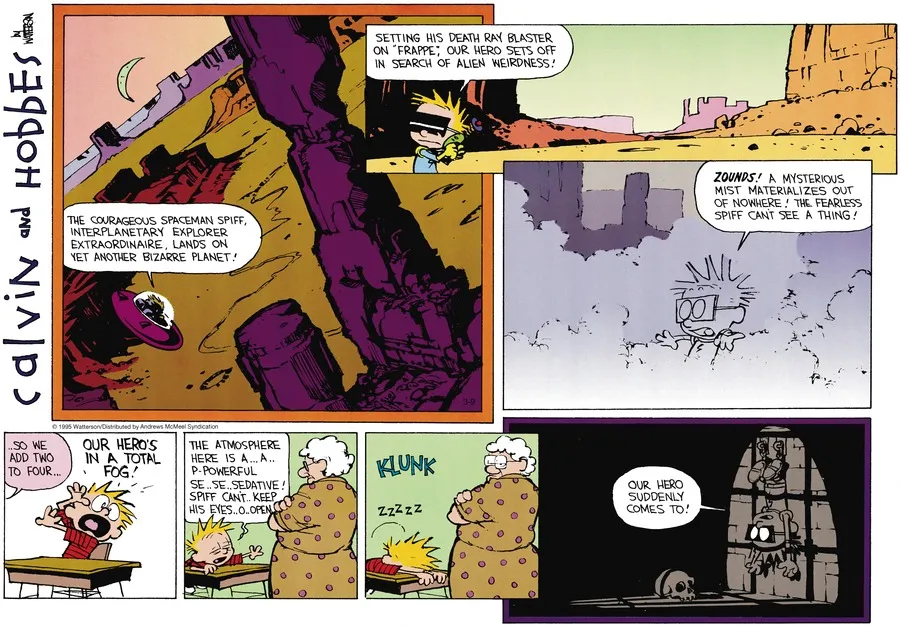 calvin and HobbEs
by WATTERSON
THE COURAGEOUS SPACEMAN SPIFF,
INTERPLANETARY EXPLORER
EXTRAORDINAIRE, LANDS ON
YET ANOTHER BIZARRE PLANET!
3-9
© 1995 Watterson/Distributed by Andrews McMeel Syndication
SETTING HIS DEATH RAY BLASTER
ON "FRAPPE," OUR HERO SETS OFF
IN SEARCH OF ALIEN WEIRDNESS!
ZOUNDS! A MYSTERIOUS
MIST MATERIALIZES OUT
OF NOWHERE! THE FEARLESS
SPIFF CAN'T SEE A THING!
..SO WE
ADD TWO
TO FOUR...
OUR HERO'S
IN A TOTAL
FOG!
THE ATMOSPHERE
HERE IS A...A..
P-POWERFUL
SE..SE..SEDATIVE!
SPIFF CAN'T..KEEP
HIS EYES..O..OPEN
KLUNK
ZZZZZ
OUR HERO
SUDDENLY
COMES TO!